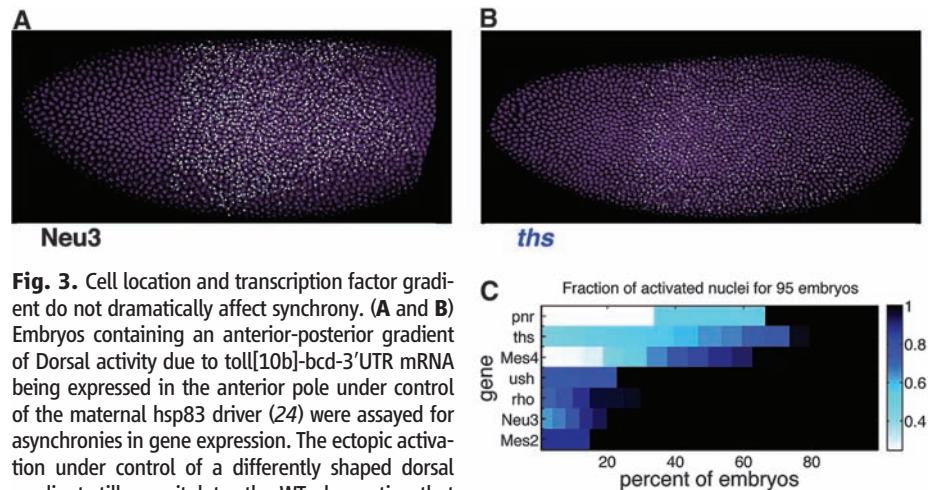 A
B
Neu3
ths
Fig. 3. Cell location and transcription factor gradi-
ent do not dramatically affect synchrony. (A and B)
Embryos containing an anterior-posterior gradient
of Dorsal activity due to toll[10b]-bcd-3′UTR mRNA
being expressed in the anterior pole under control
of the maternal hsp83 driver (24) were assayed for
asynchronies in gene expression. The ectopic activa-
tion under control of a differently shaped dorsal
C
Fraction of activated nuclei for 95 embryos
gene
pnr
ths
Mes4
ush
rho
Neu3
Mes2
20 40 60 80
percent of embryos
1
0.8
0.6
0.4